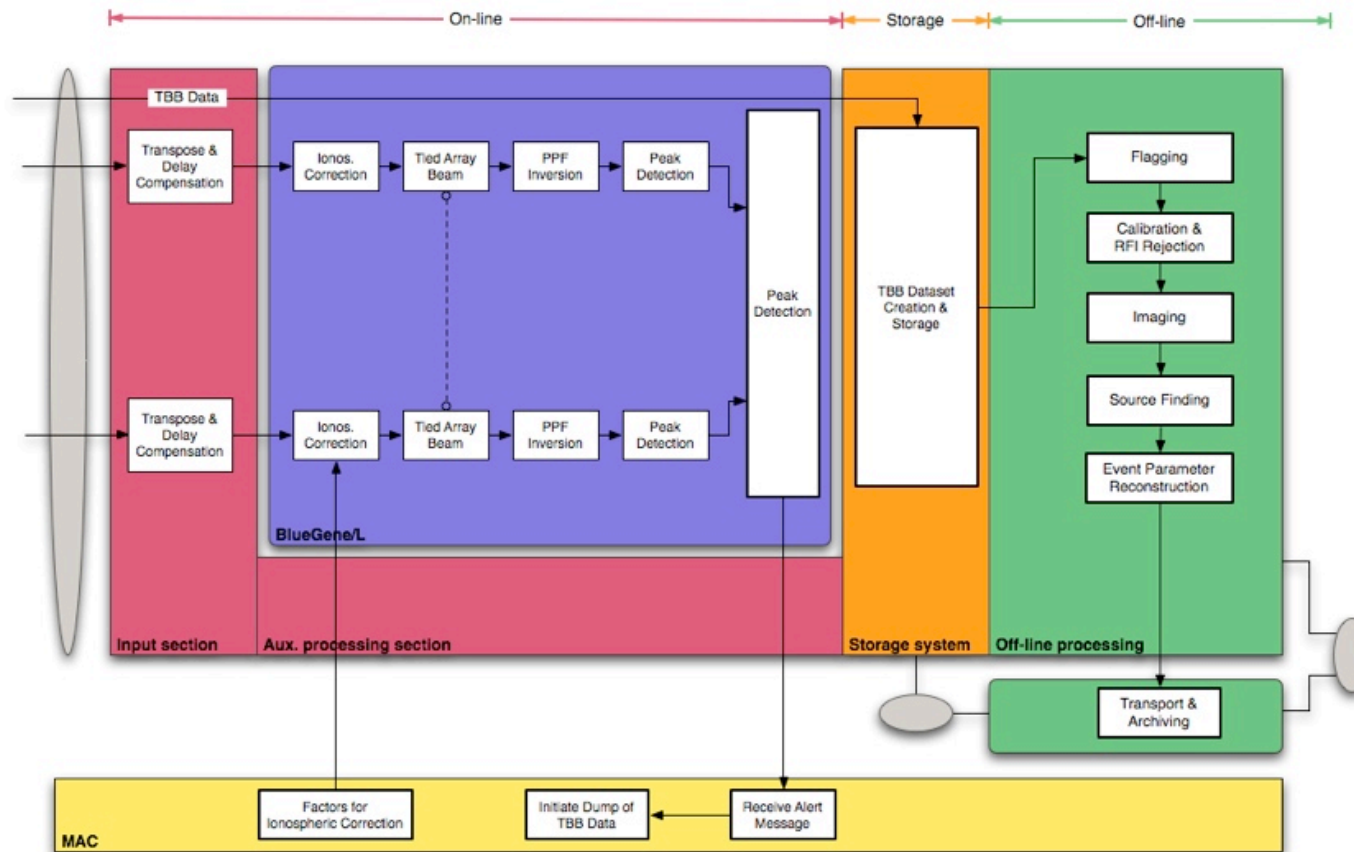 On-line
Storage
Off-line
TBB Data
Transpose &
Delay
Compensation
Ionos.
Correction
Tied Array
Beam
PPF
Inversion
Peak
Detection
Peak
Detection
TBB Dataset
Creation &
Storage
Flagging
Calibration &
RFI Rejection
Imaging
Source Finding
Event Parameter
Reconstruction
Transpose &
Delay
Compensation
Ionos.
Correction
Tied Array
Beam
PPF
Inversion
Peak
Detection
BlueGene/L
Input section
Aux. processing section
Storage system
Off-line processing
Transport &
Archiving
Factors for
Ionospheric Correction
Initiate Dump of
TBB Data
Receive Alert
Message
MAC